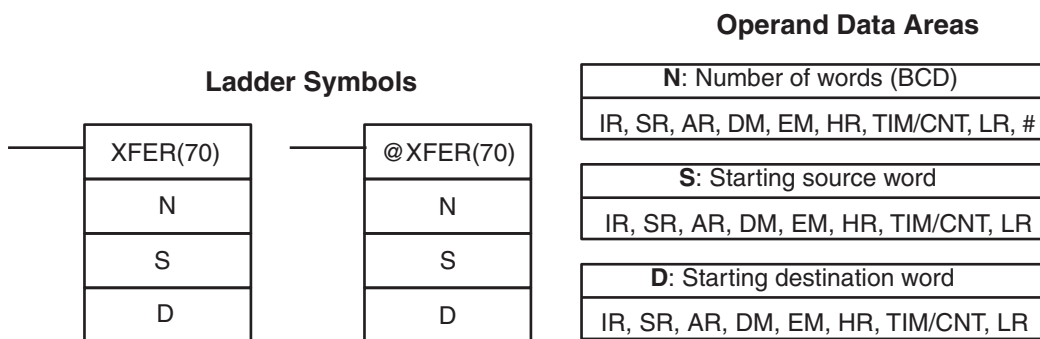 Operand Data Areas
Ladder Symbols
N: Number of words (BCD)
IR, SR, AR, DM, EM, HR, TIM/CNT, LR, #
XFER(70)
N
S
D
@XFER(70)
N
S
D
S: Starting source word
IR, SR, AR, DM, EM, HR, TIM/CNT, LR
D: Starting destination word
IR, SR, AR, DM, EM, HR, TIM/CNT, LR